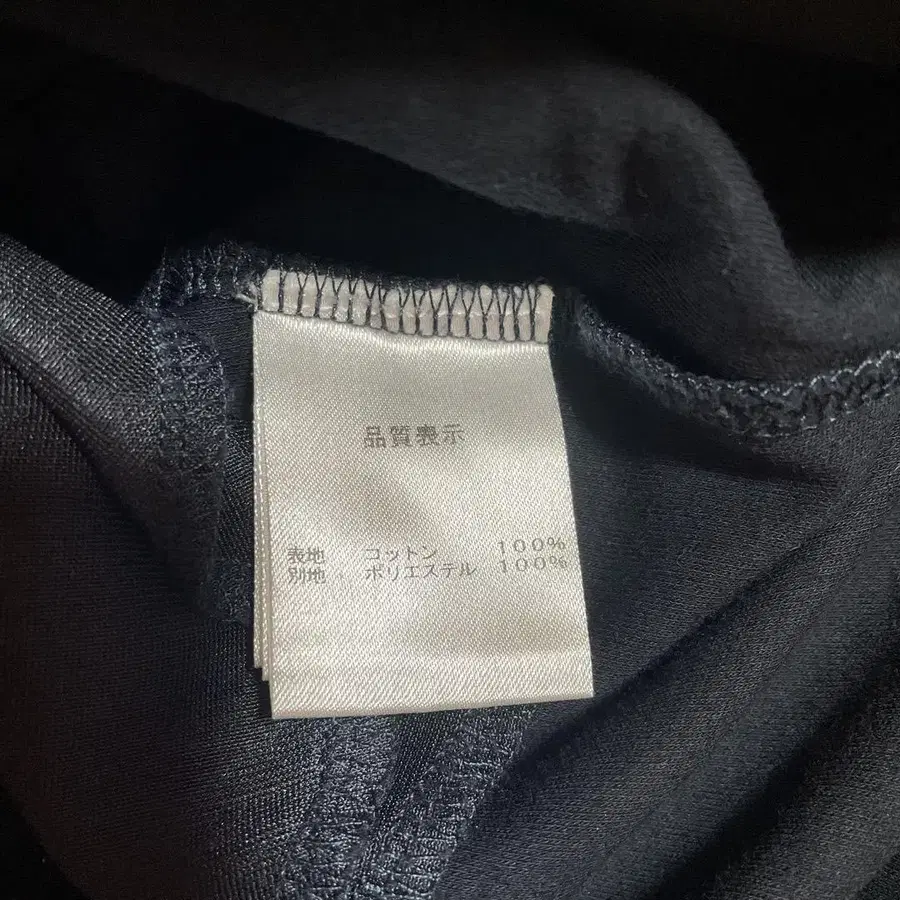 品質表示
表地 コットン 100%
別地 ポリエステル 100%